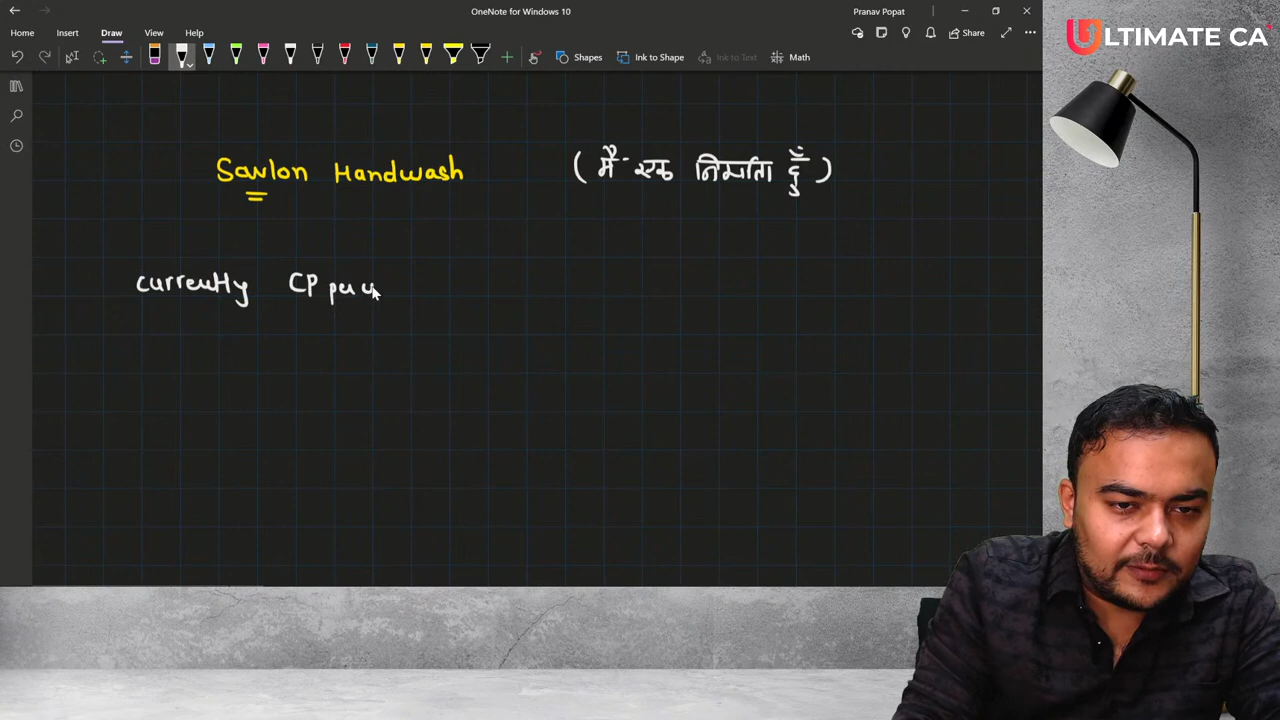 OneNote for Windows 10
Pranav Popat
Home Insert Draw View Help
Share
Shapes Ink to Shape Ink to Text Math
ULTIMATE CA
Savlon Handwash (मैं एक निर्माता हूँ)
currently CP per u